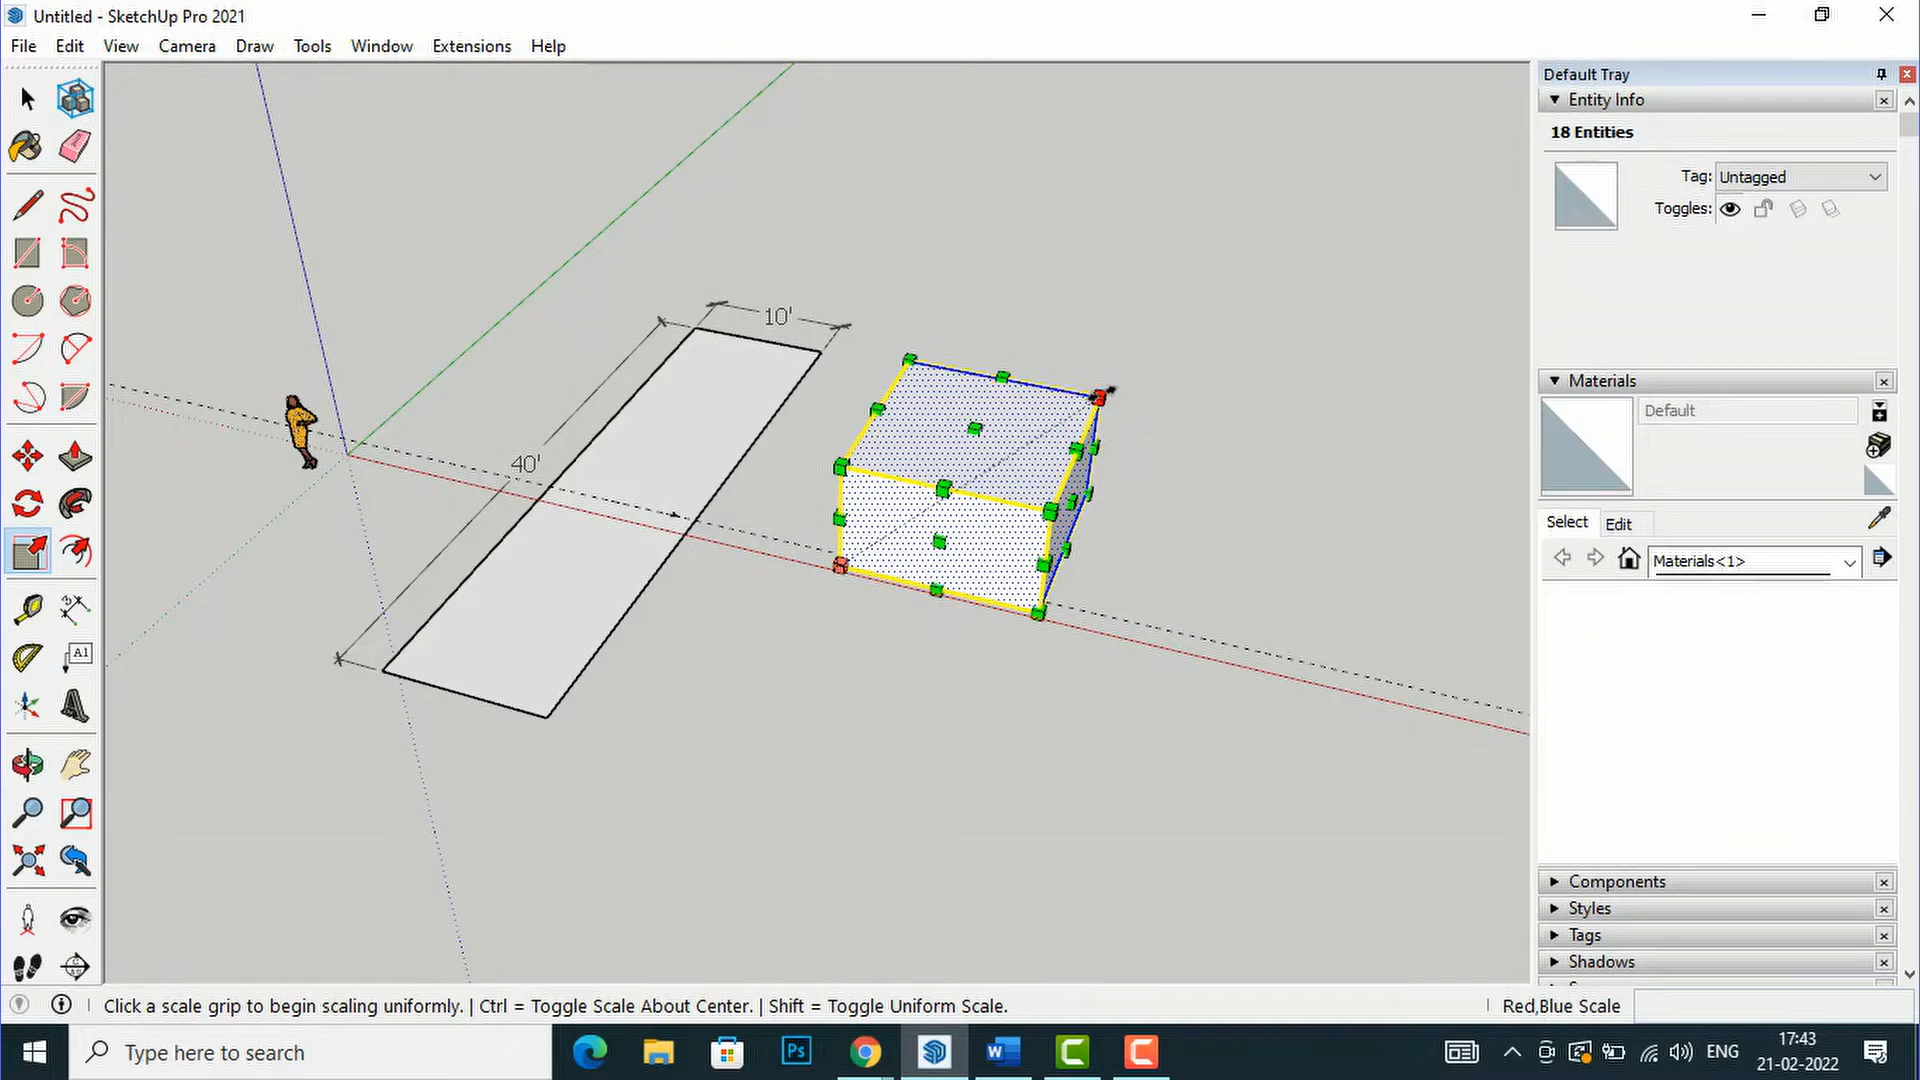 Untitled - SketchUp Pro 2021
File Edit View Camera Draw Tools Window Extensions Help
Default Tray
Entity Info
18 Entities
Tag: Untagged
Toggles:
10'
40'
Materials
Default
Select Edit
Materials<1>
A1
Components
Styles
Tags
Shadows
Click a scale grip to begin scaling uniformly. | Ctrl = Toggle Scale About Center. | Shift = Toggle Uniform Scale.
Red,Blue Scale
Type here to search
Ps
W
C
C
ENG
17:43
21-02-2022